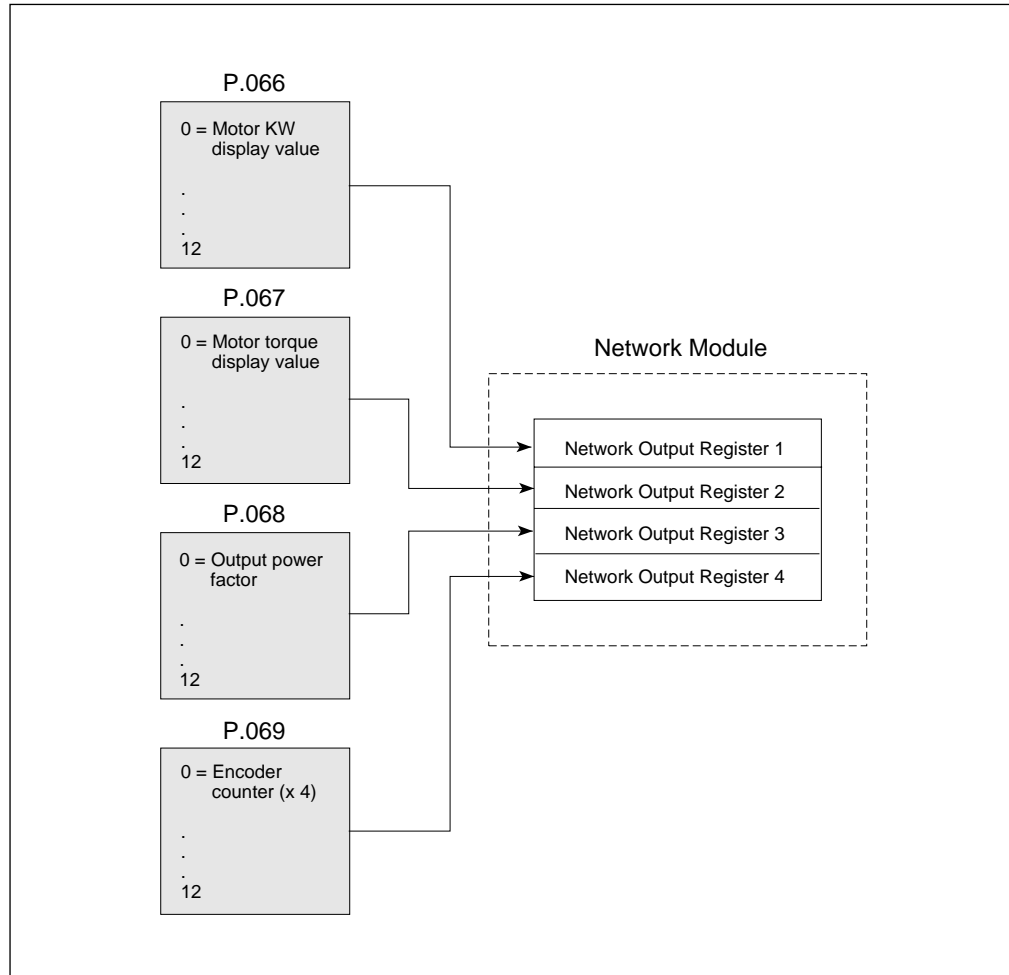 P.066
0 = Motor KW
display value
.
.
.
12
P.067
0 = Motor torque
display value
.
.
.
12
P.068
0 = Output power
factor
.
.
.
12
P.069
0 = Encoder
counter (x 4)
.
.
.
12
Network Module
Network Output Register 1
Network Output Register 2
Network Output Register 3
Network Output Register 4